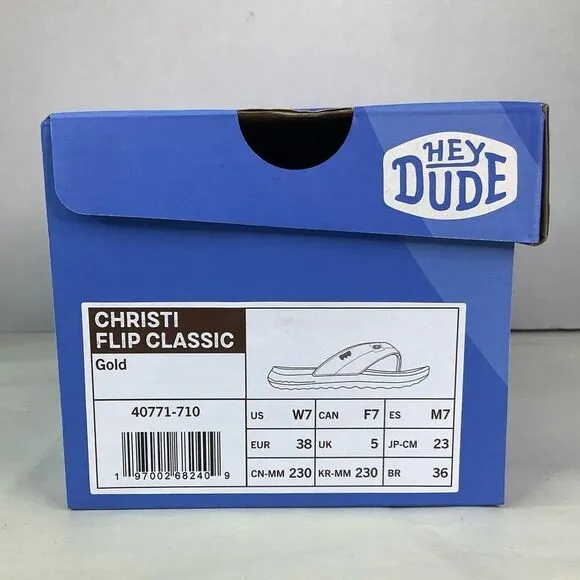 HEY
DUDE
CHRISTI
FLIP CLASSIC
Gold
40771-710
1 97002 68240 9
US W7 CAN F7 ES M7
EUR 38 UK 5 JP-CM 23
CN-MM 230 KR-MM 230 BR 36